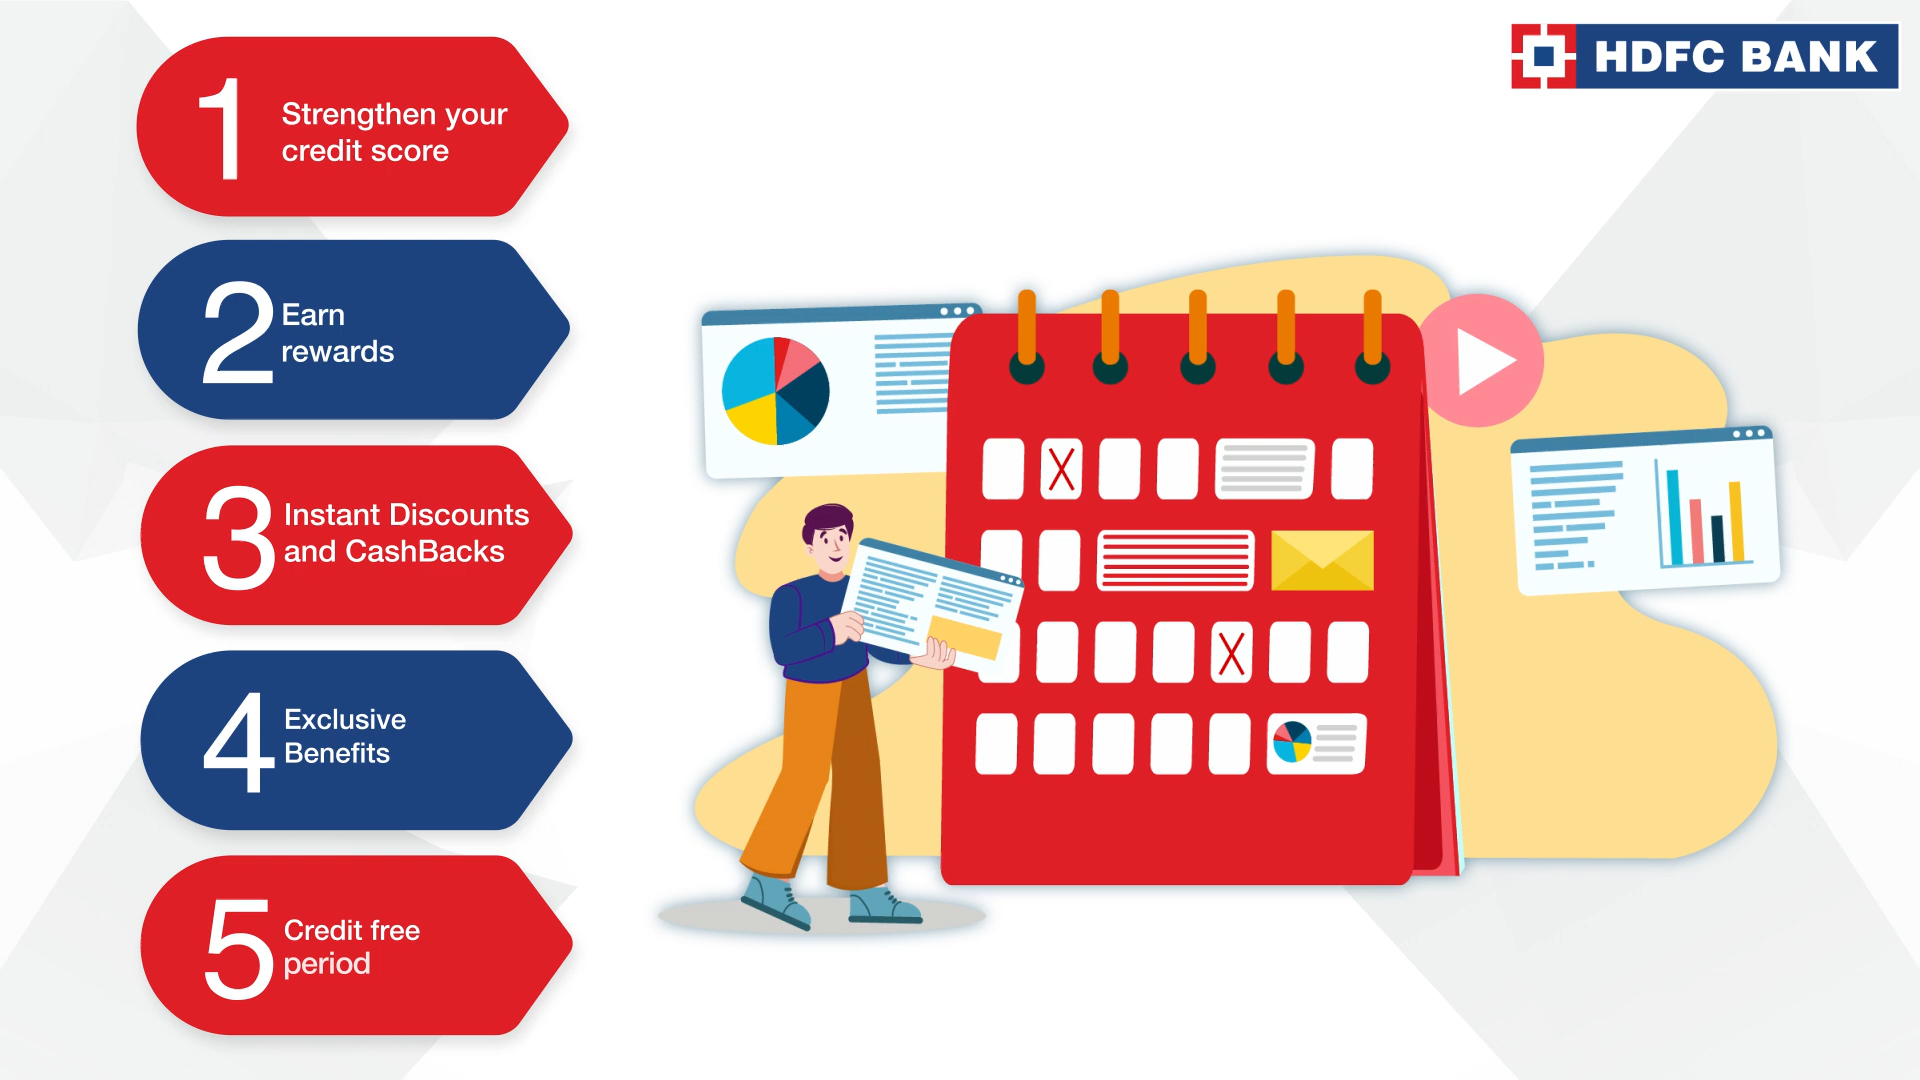 HDFC BANK
1
Strengthen your
credit score
2
Earn
rewards
3
Instant Discounts
and CashBacks
4
Exclusive
Benefits
5
Credit free
period